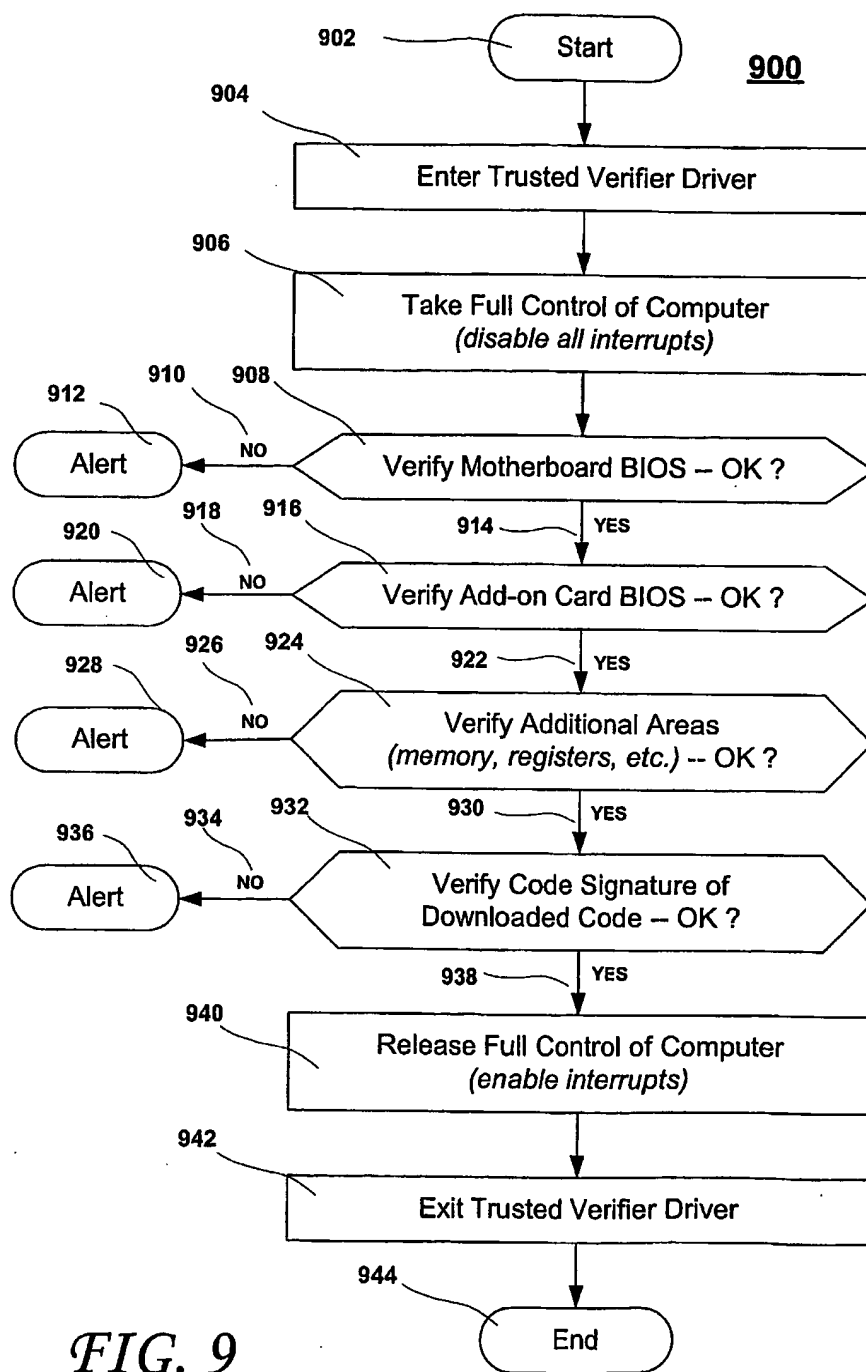 902
Start
900
904
Enter Trusted Verifier Driver
906
Take Full Control of Computer
(disable all interrupts)
908
910
912
Alert
NO
Verify Motherboard BIOS -- OK ?
914
YES
916
918
920
Alert
NO
Verify Add-on Card BIOS -- OK ?
922
YES
924
926
928
Alert
NO
Verify Additional Areas
(memory, registers, etc.) -- OK ?
930
YES
932
934
936
Alert
NO
Verify Code Signature of
Downloaded Code -- OK ?
938
YES
940
Release Full Control of Computer
(enable interrupts)
942
Exit Trusted Verifier Driver
944
End
FIG. 9